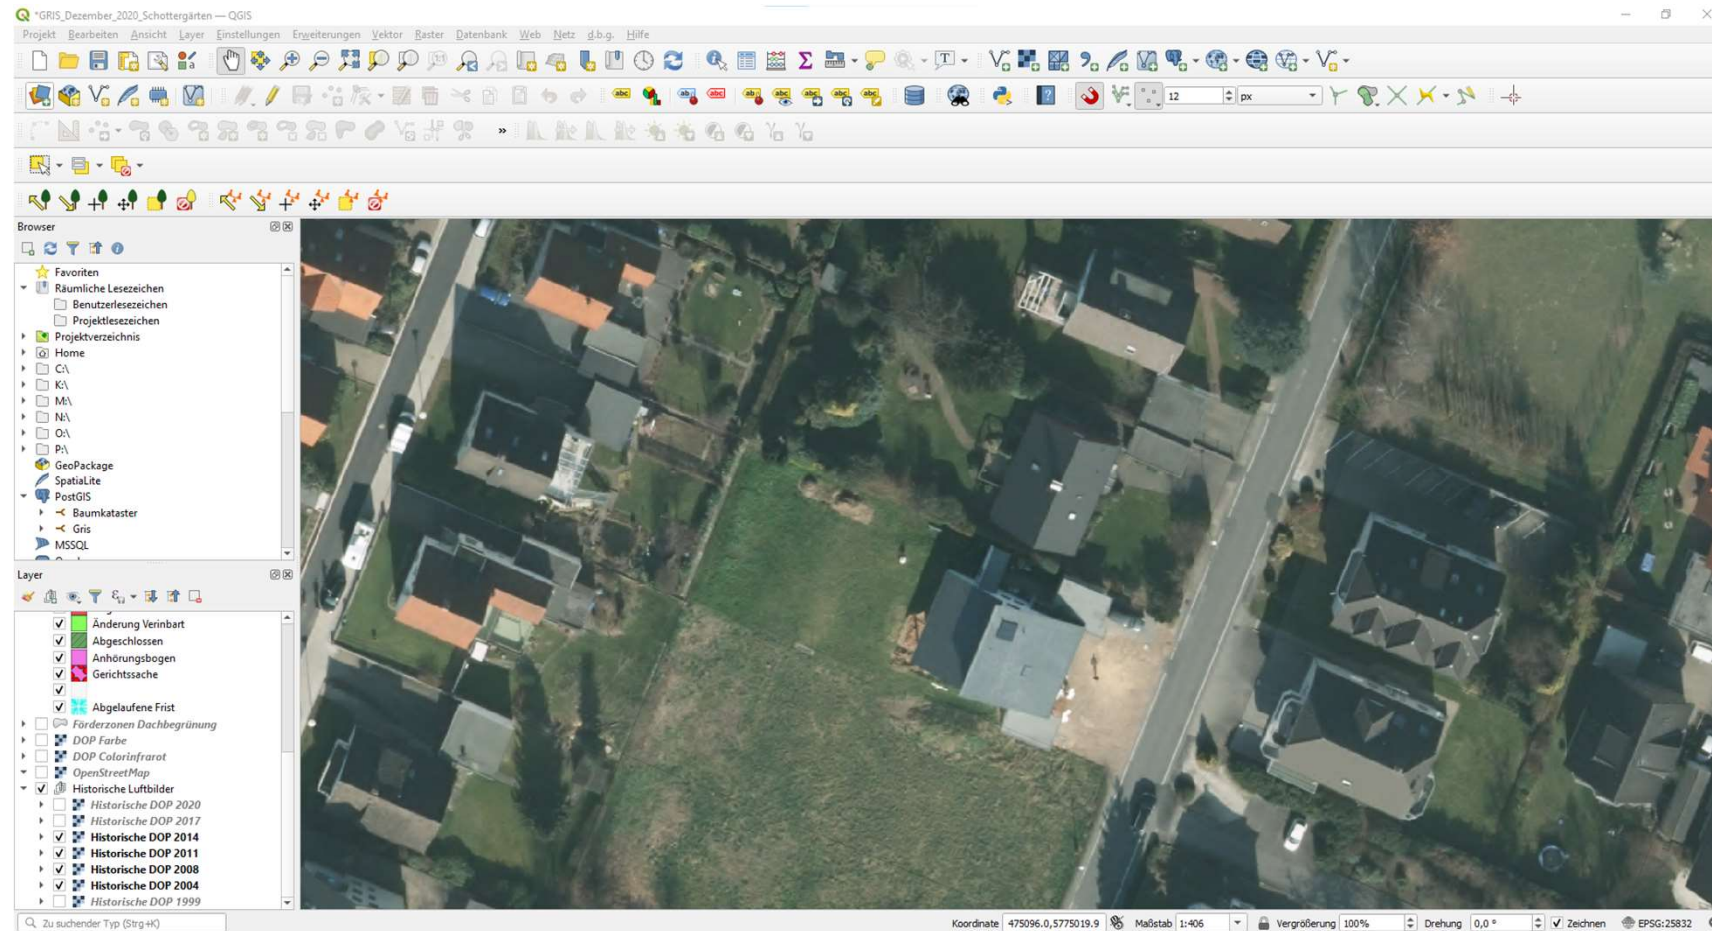 *GRIS_Dezember_2020_Schottergärten — QGIS
Projekt Bearbeiten Ansicht Layer Einstellungen Erweiterungen Vektor Raster Datenbank Web Netz d.b.g. Hilfe
12 px
Browser
Favoriten
Räumliche Lesezeichen
Benutzerlesezeichen
Projektlesezeichen
Projektverzeichnis
Home
C:\
K:\
M:\
N:\
O:\
P:\
GeoPackage
SpatiaLite
PostGIS
Baumkataster
Gris
MSSQL
Layer
Änderung Verinbart
Abgeschlossen
Anhörungsbogen
Gerichtssache
Abgelaufene Frist
Förderzonen Dachbegrünung
DOP Farbe
DOP Colorinfrarot
OpenStreetMap
Historische Luftbilder
Historische DOP 2020
Historische DOP 2017
Historische DOP 2014
Historische DOP 2011
Historische DOP 2008
Historische DOP 2004
Historische DOP 1999
Zu suchender Typ (Strg+K) Koordinate 475096.0,5775019.9 Maßstab 1:406 Vergrößerung 100% Drehung 0,0 ° Zeichnen EPSG:25832